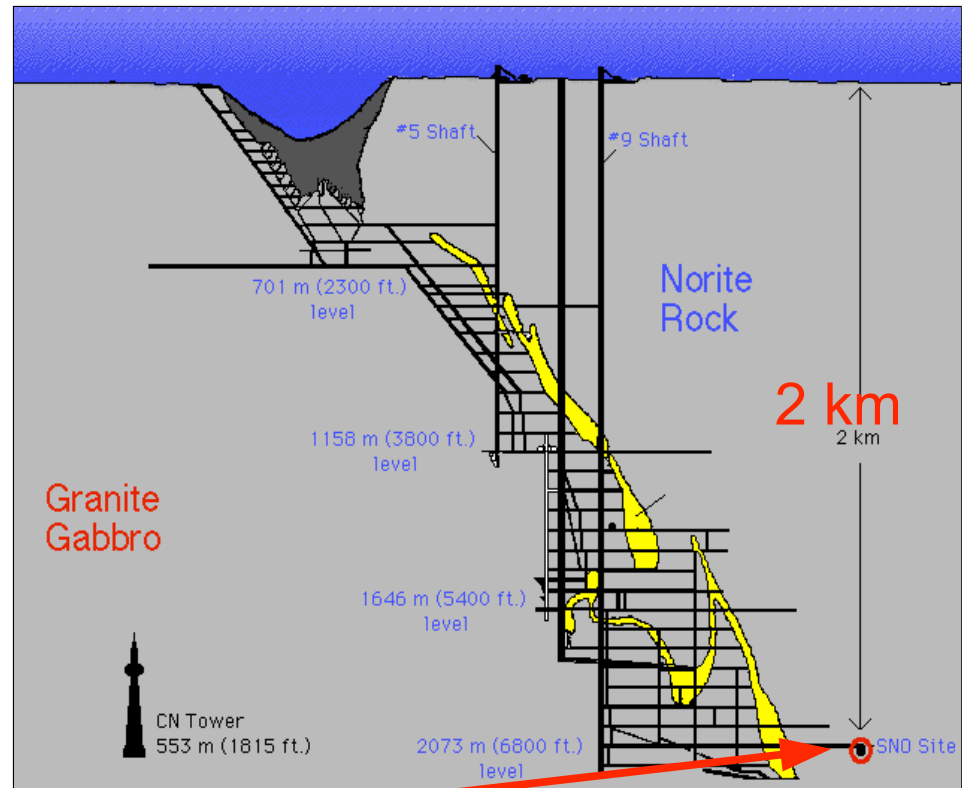 #5 Shaft
#9 Shaft
701 m (2300 ft.)
level
Norite
Rock
2 km
2 km
1158 m (3800 ft.)
level
Granite
Gabbro
1646 m (5400 ft.)
level
CN Tower
553 m (1815 ft.)
2073 m (6800 ft.)
level
SNO Site